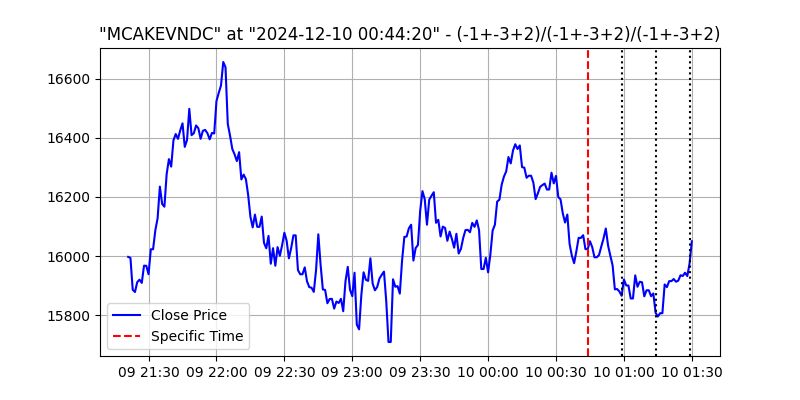 "MCAKEVNDC" at "2024-12-10 00:44:20" - (-1+-3+2)/(-1+-3+2)/(-1+-3+2)
16600
16400
16200
16000
15800
Close Price
Specific Time
09 21:30 09 22:00 09 22:30 09 23:00 09 23:30 10 00:00 10 00:30 10 01:00 10 01:30